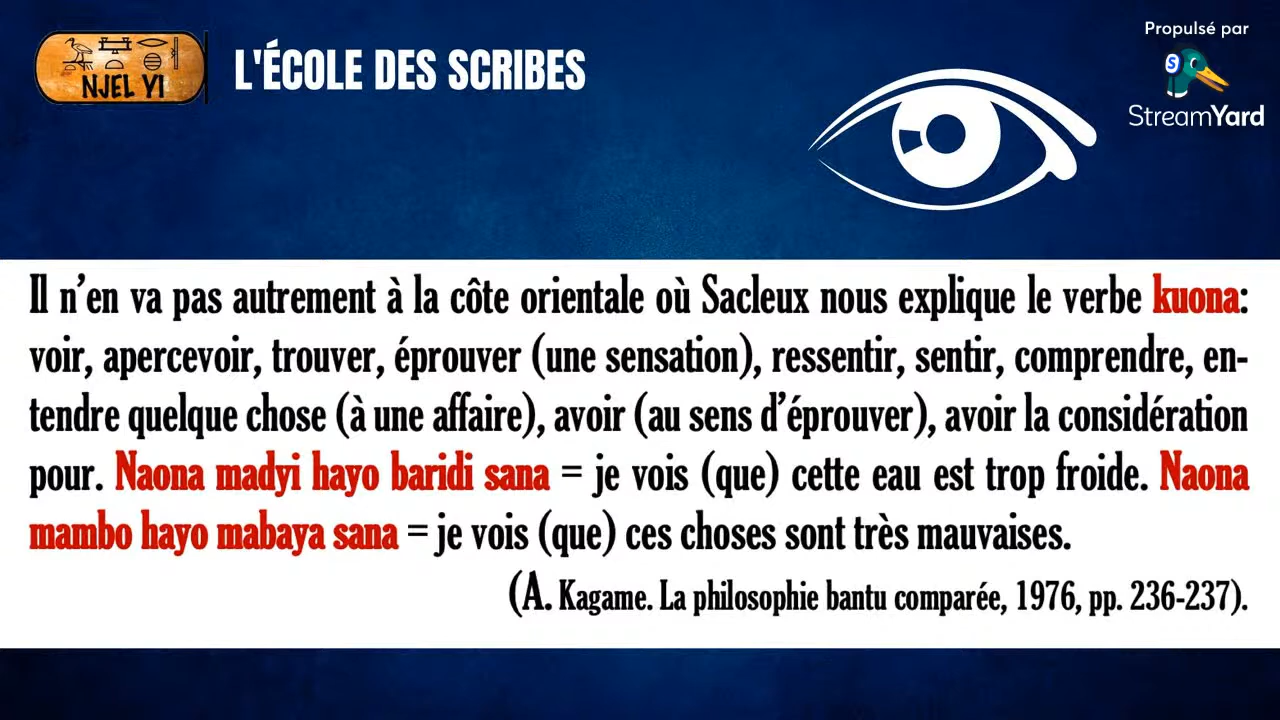 NJEL YI
L'ÉCOLE DES SCRIBES
Propulsé par
S
StreamYard
Il n’en va pas autrement à la côte orientale où Sacleux nous explique le verbe kuona:
voir, apercevoir, trouver, éprouver (une sensation), ressentir, sentir, comprendre, en-
tendre quelque chose (à une affaire), avoir (au sens d’éprouver), avoir la considération
pour. Naona madyi hayo baridi sana = je vois (que) cette eau est trop froide. Naona
mambo hayo mabaya sana = je vois (que) ces choses sont très mauvaises.
(A. Kagame. La philosophie bantu comparée, 1976, pp. 236-237).